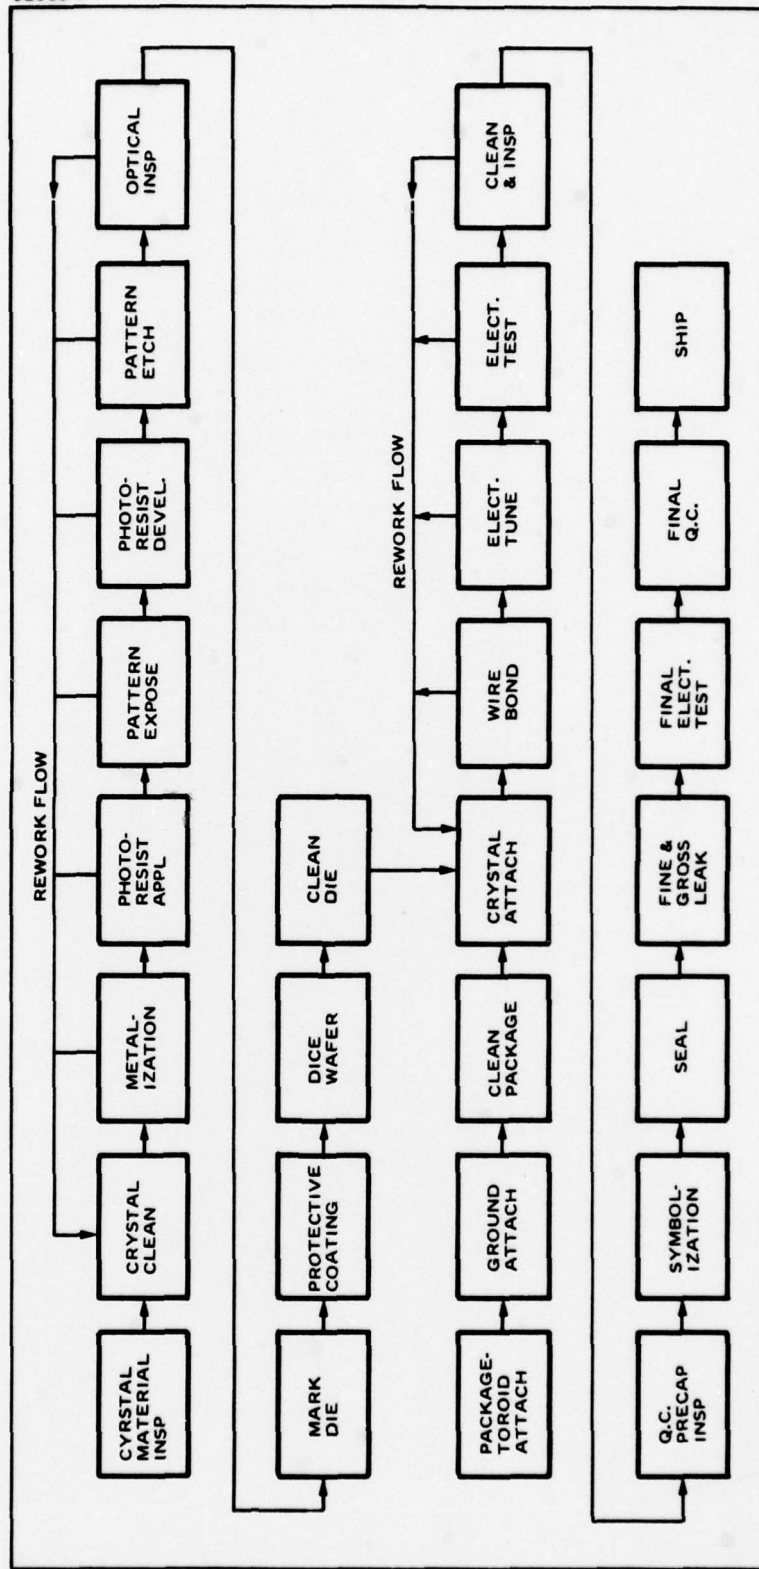 REWORK FLOW
CYRSTAL
MATERIAL
INSP
CRYSTAL
CLEAN
METAL-
IZATION
PHOTO-
RESIST
APPL
PATTERN
EXPOSE
PHOTO-
RESIST
DEVEL.
PATTERN
ETCH
OPTICAL
INSP
MARK
DIE
PROTECTIVE
COATING
DICE
WAFER
CLEAN
DIE
REWORK FLOW
PACKAGE-
TOROID
ATTACH
GROUND
ATTACH
CLEAN
PACKAGE
CRYSTAL
ATTACH
WIRE
BOND
ELECT.
TUNE
ELECT.
TEST
CLEAN
& INSP
Q.C.
PRECAP
INSP
SYMBOL-
IZATION
SEAL
FINE &
GROSS
LEAK
FINAL
ELECT.
TEST
FINAL
Q.C.
SHIP